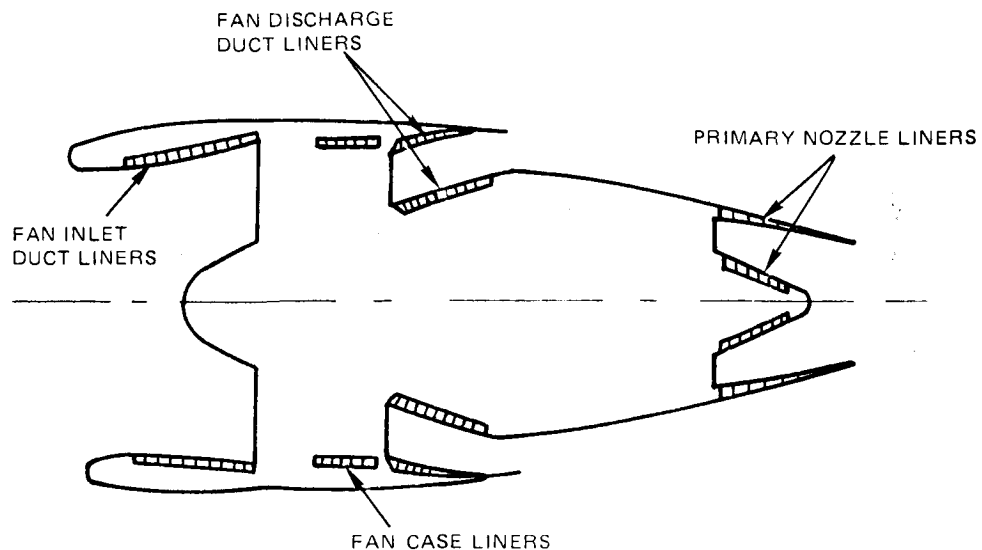 FAN DISCHARGE
DUCT LINERS
PRIMARY NOZZLE LINERS
FAN INLET
DUCT LINERS
FAN CASE LINERS